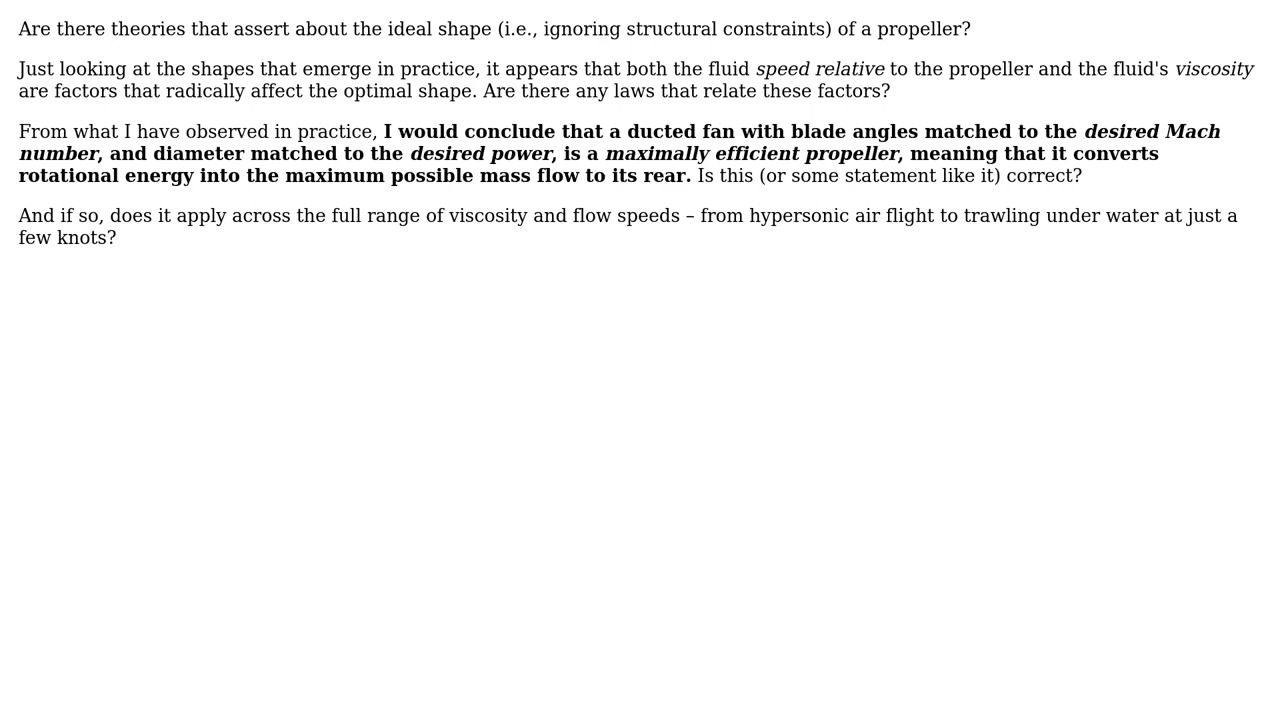 Are there theories that assert about the ideal shape (i.e., ignoring structural constraints) of a propeller?
Just looking at the shapes that emerge in practice, it appears that both the fluid speed relative to the propeller and the fluid's viscosity
are factors that radically affect the optimal shape. Are there any laws that relate these factors?
From what I have observed in practice, I would conclude that a ducted fan with blade angles matched to the desired Mach
number, and diameter matched to the desired power, is a maximally efficient propeller, meaning that it converts
rotational energy into the maximum possible mass flow to its rear. Is this (or some statement like it) correct?
And if so, does it apply across the full range of viscosity and flow speeds – from hypersonic air flight to trawling under water at just a
few knots?